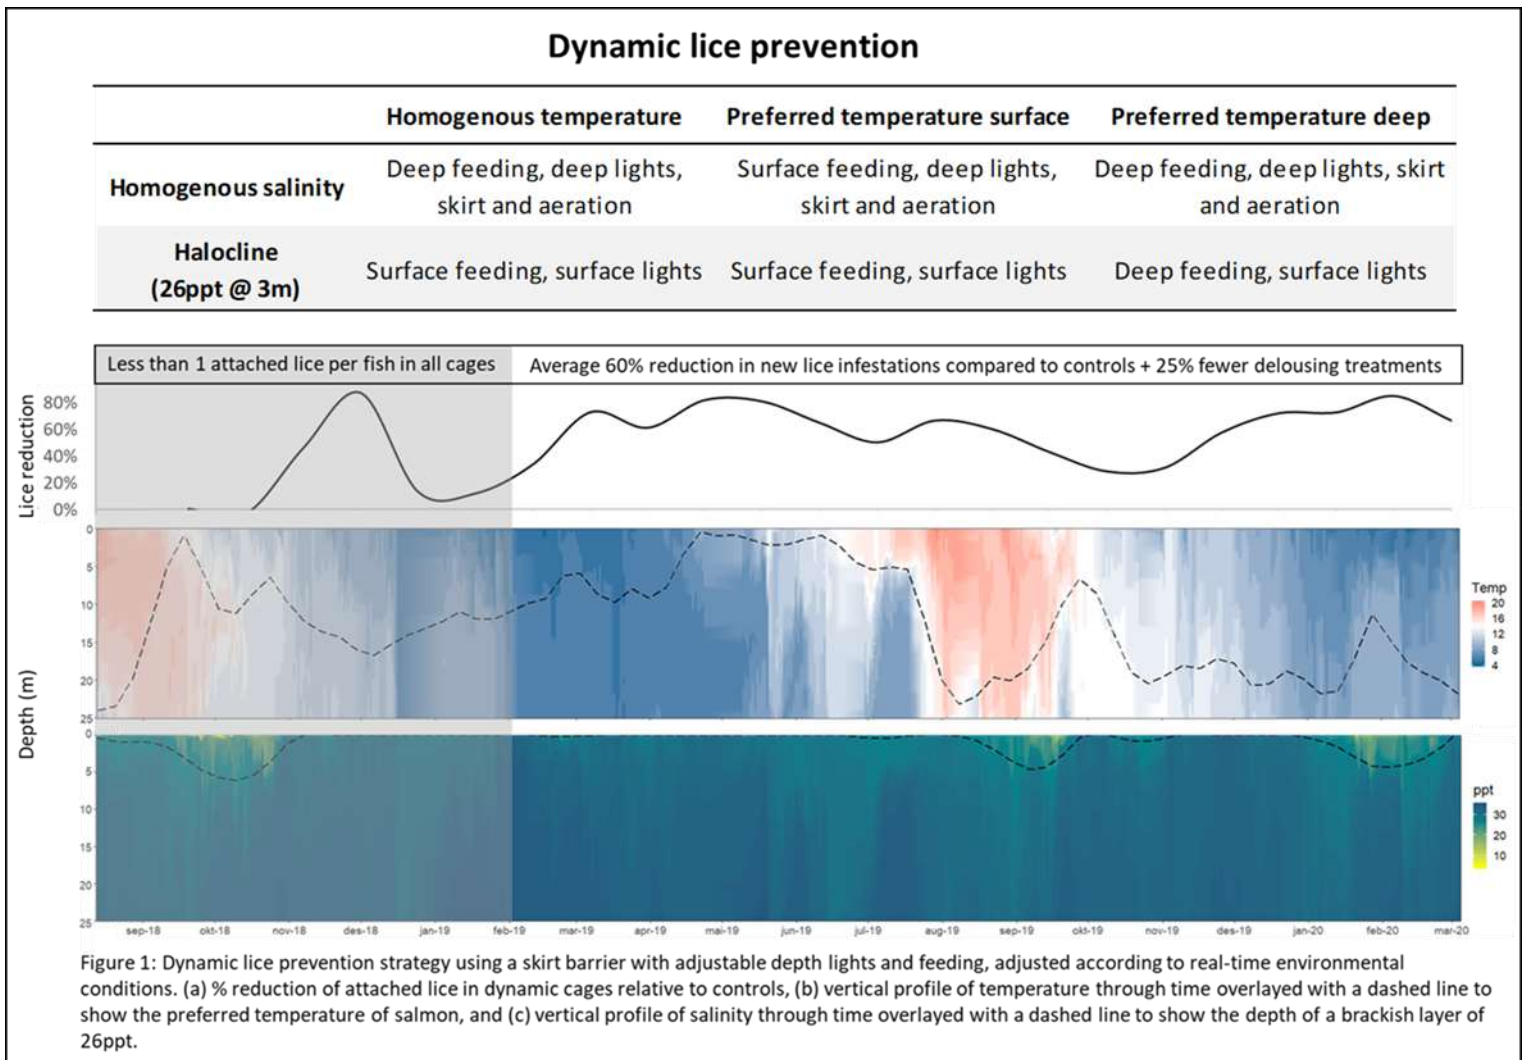 Dynamic lice prevention
Homogenous temperature Preferred temperature surface Preferred temperature deep
Homogenous salinity
Deep feeding, deep lights,
skirt and aeration
Surface feeding, deep lights,
skirt and aeration
Deep feeding, deep lights, skirt
and aeration
Halocline
(26ppt @ 3m)
Surface feeding, surface lights
Surface feeding, surface lights
Deep feeding, surface lights
Less than 1 attached lice per fish in all cages
Average 60% reduction in new lice infestations compared to controls + 25% fewer delousing treatments
Lice reduction
80%
60%
40%
20%
0%
Depth (m)
0
5
10
15
20
25
Temp
20
16
12
8
4
0
5
10
15
20
25
ppt
30
20
10
sep-18 okt-18 nov-18 des-18 jan-19 feb-19 mar-19 apr-19 mai-19 jun-19 jul-19 aug-19 sep-19 okt-19 nov-19 des-19 jan-20 feb-20 mar-20
Figure 1: Dynamic lice prevention strategy using a skirt barrier with adjustable depth lights and feeding, adjusted according to real-time environmental
conditions. (a) % reduction of attached lice in dynamic cages relative to controls, (b) vertical profile of temperature through time overlayed with a dashed line to
show the preferred temperature of salmon, and (c) vertical profile of salinity through time overlayed with a dashed line to show the depth of a brackish layer of
26ppt.